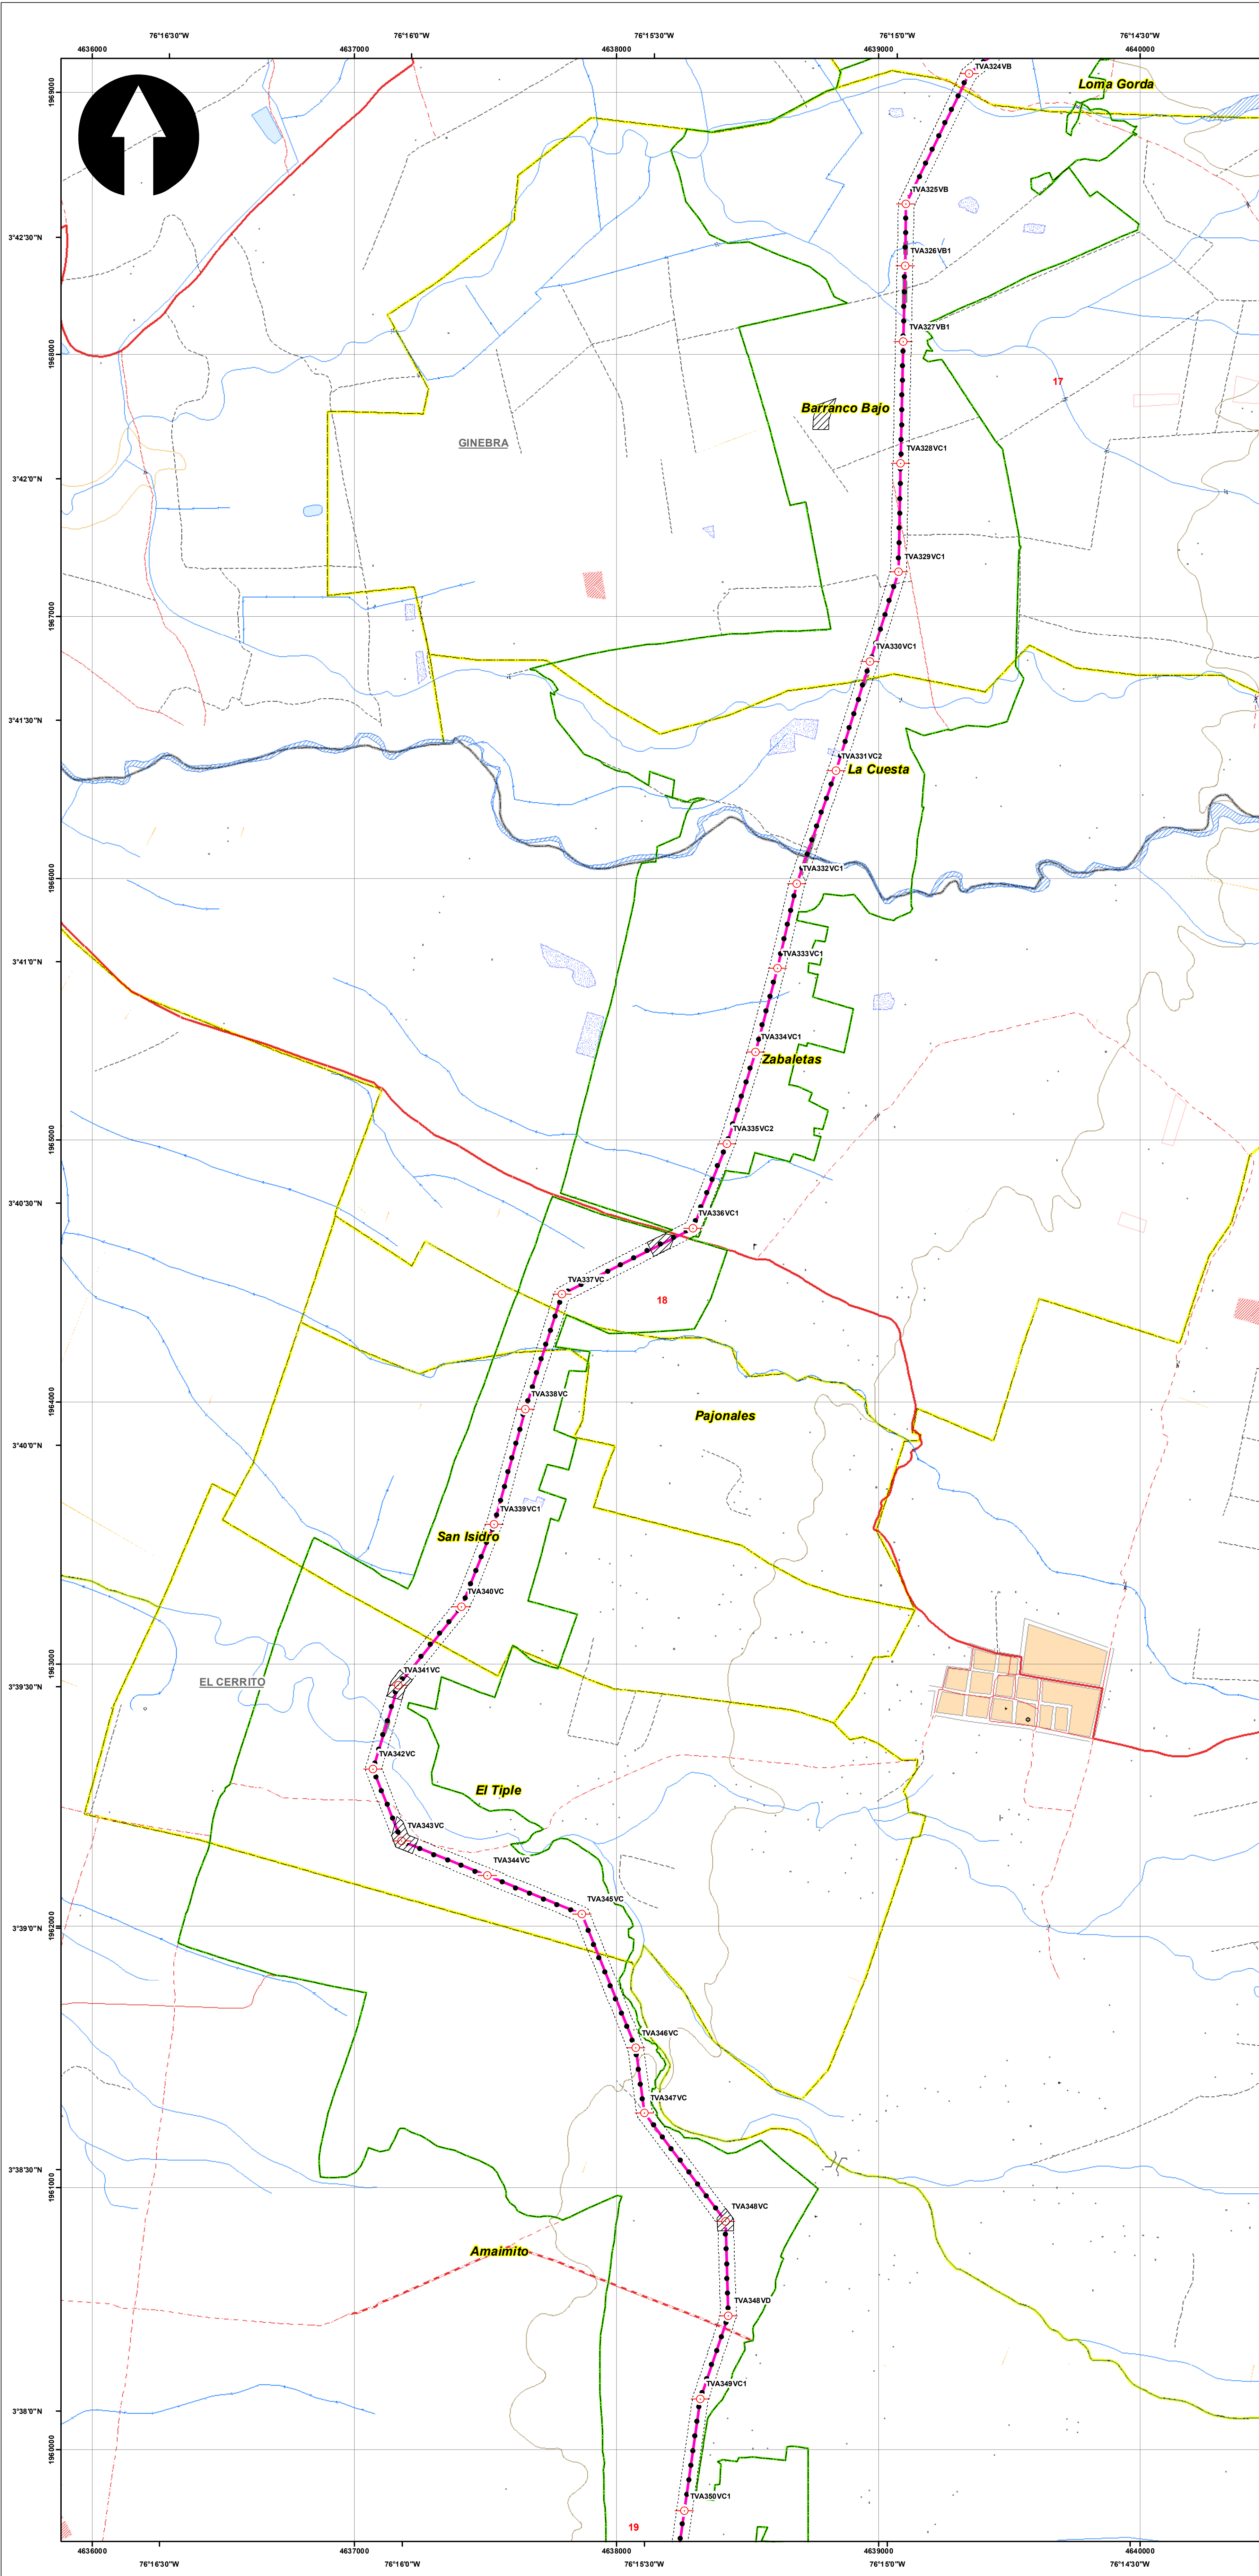 76°16'30"W 76°16'0"W 76°15'30"W 76°15'0"W 76°14'30"W
4636000 4637000 4638000 4639000 4640000
TVA324VB
Loma Gorda
1969000
TVA325VB
3°42'30"N
TVA326VB1
TVA327VB1
1968000
17
Barranco Bajo
GINEBRA
TVA328VC1
3°42'0"N
TVA329VC1
1967000
TVA330VC1
3°41'30"N
TVA331VC2
La Cuesta
TVA332VC1
1966000
TVA333VC1
3°41'0"N
TVA334VC1
Zabaletas
TVA335VC2
1965000
3°40'30"N
TVA336VC1
TVA337VC
18
TVA338VC
1964000
Pajonales
3°40'0"N
TVA339VC1
San Isidro
TVA340VC
1963000
TVA341VC
EL CERRITO
3°39'30"N
TVA342VC
El Tiple
TVA343VC
TVA344VC
TVA345VC
3°39'0"N
1962000
TVA346VC
TVA347VC
3°38'30"N
1961000
TVA348VC
Amaimito
TVA348VD
TVA349VC1
3°38'0"N
1960000
TVA350VC1
19
4636000 4637000 4638000 4639000 4640000
76°16'30"W 76°16'0"W 76°15'30"W 76°15'0"W 76°14'30"W